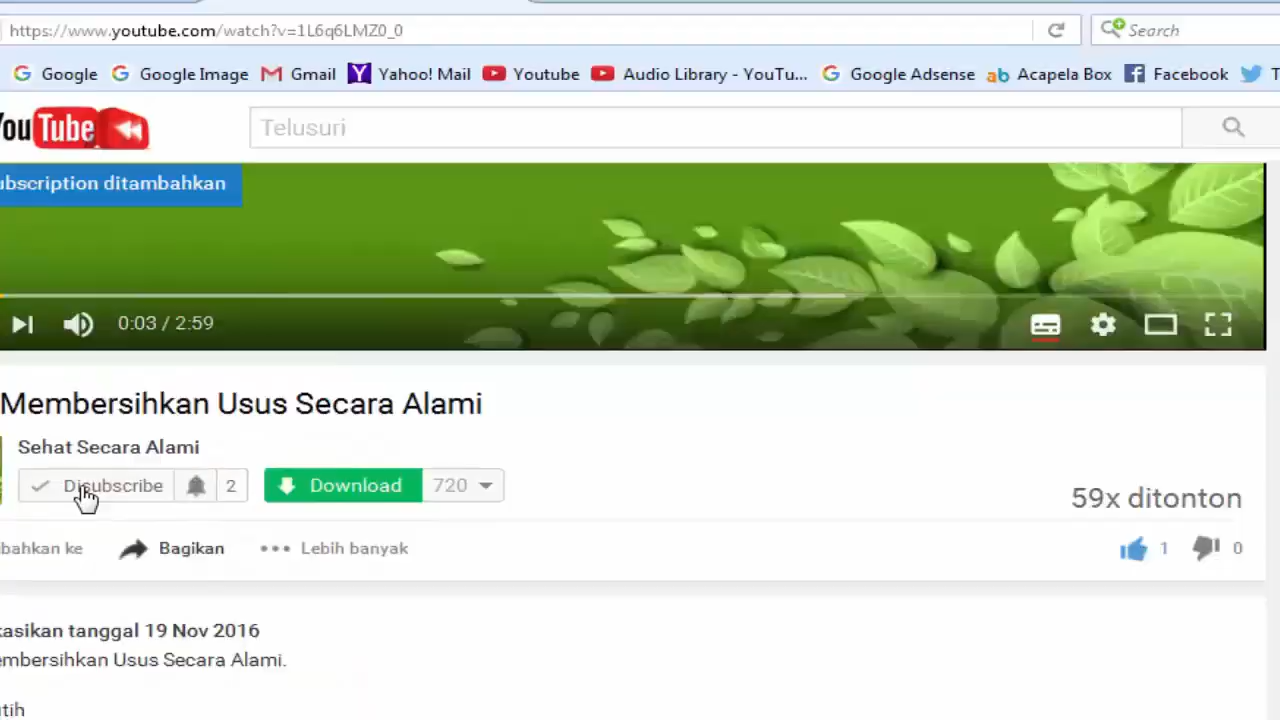 https://www.youtube.com/watch?v=1L6q6LMZ0_0
Search
Google
Google Image
Gmail
Yahoo! Mail
Youtube
Audio Library - YouTu...
Google Adsense
ab Acapela Box
Facebook
T
ouTube
Telusuri
ubscription ditambahkan
0:03 / 2:59
Membersihkan Usus Secara Alami
Sehat Secara Alami
Disubscribe
2
Download
720
59x ditonton
bahkan ke
Bagikan
Lebih banyak
1
0
kasikan tanggal 19 Nov 2016
embersihkan Usus Secara Alami.
utih